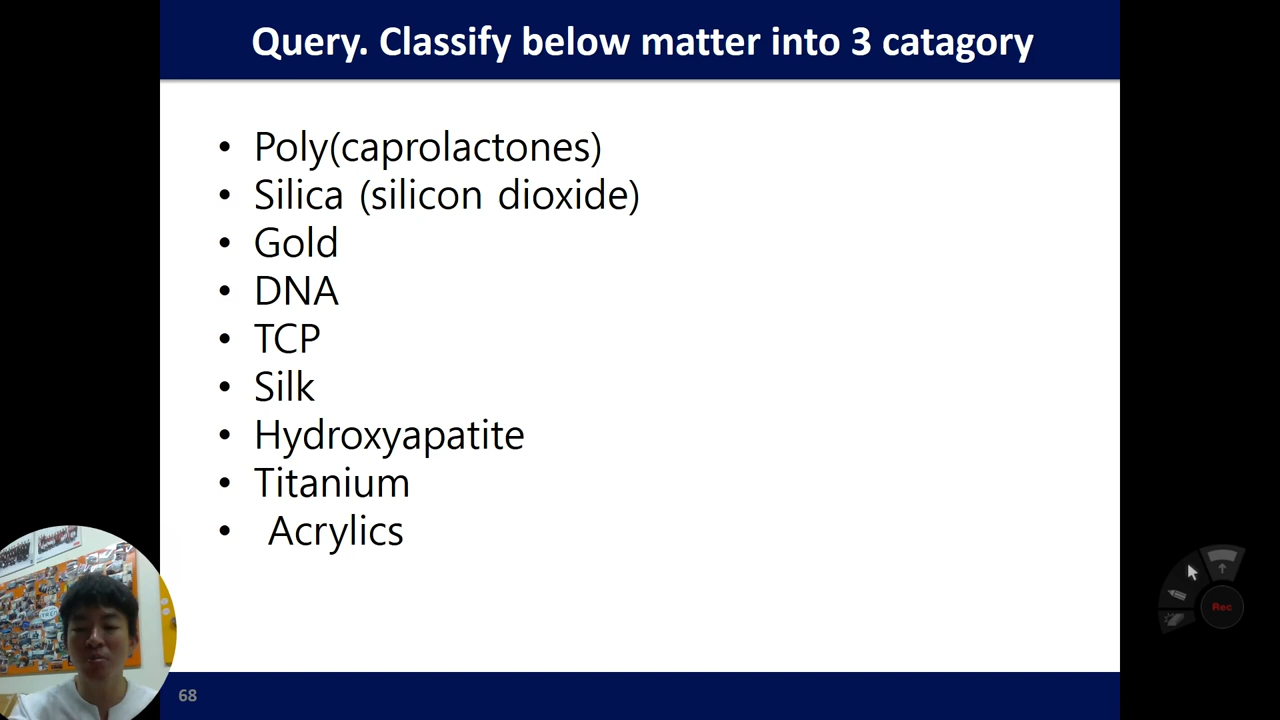 Query. Classify below matter into 3 catagory
• Poly(caprolactones)
• Silica (silicon dioxide)
• Gold
• DNA
• TCP
• Silk
• Hydroxyapatite
• Titanium
• Acrylics
68
Rec